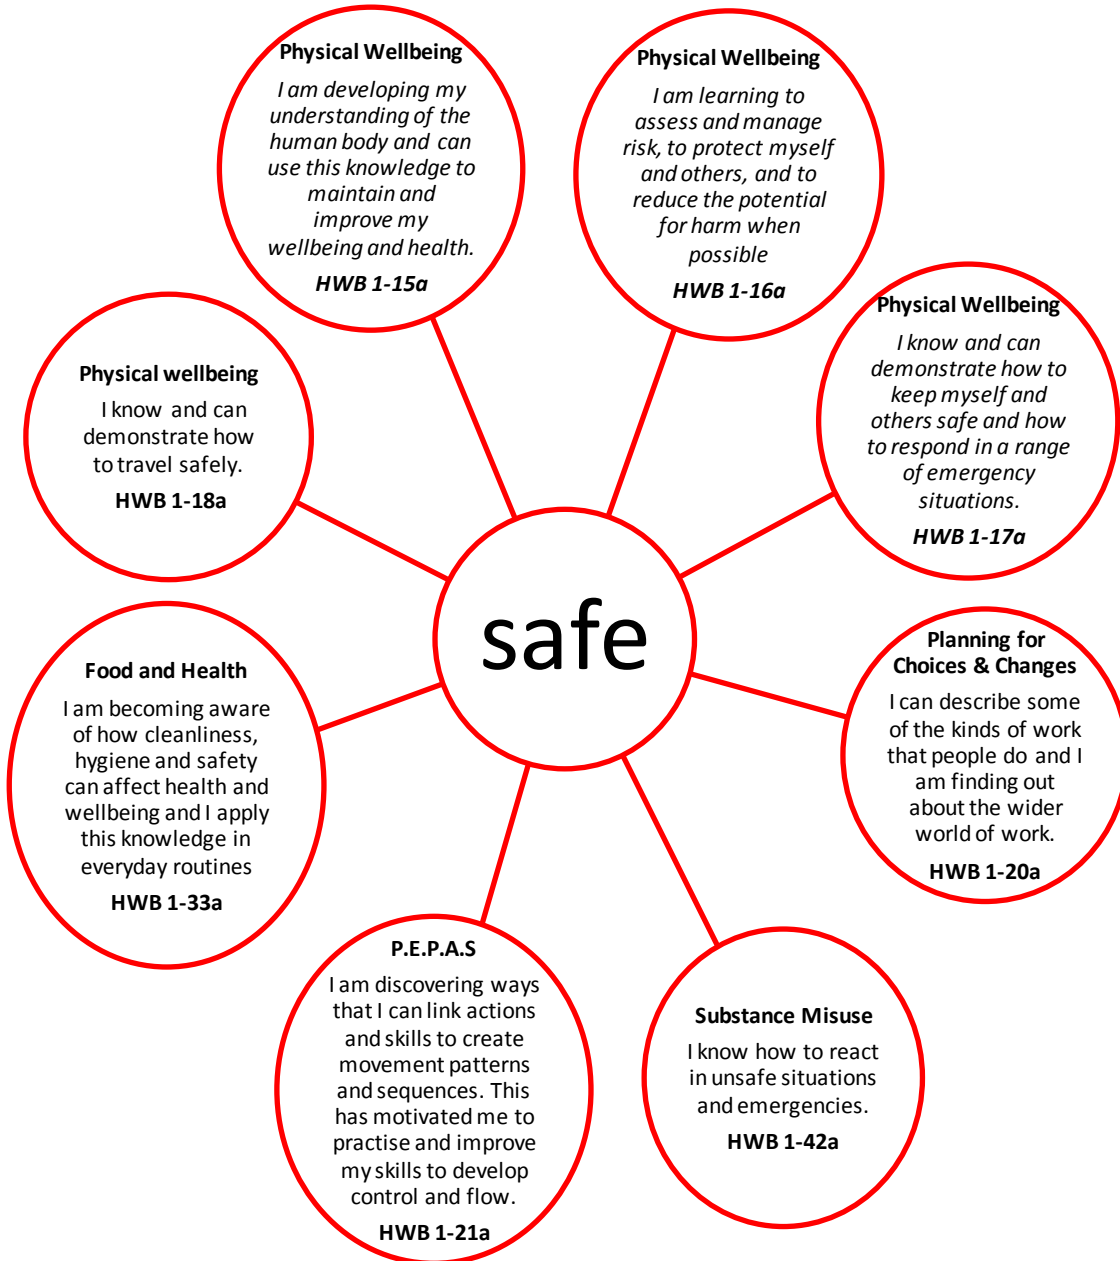 Physical Wellbeing
I am developing my
understanding of the
human body and can
use this knowledge to
maintain and
improve my
wellbeing and health.
HWB 1-15a
Physical Wellbeing
I am learning to
assess and manage
risk, to protect myself
and others, and to
reduce the potential
for harm when
possible
HWB 1-16a
Physical Wellbeing
I know and can
demonstrate how to
keep myself and
others safe and how
to respond in a range
of emergency
situations.
HWB 1-17a
Physical wellbeing
I know and can
demonstrate how
to travel safely.
HWB 1-18a
safe
Planning for
Choices & Changes
I can describe some
of the kinds of work
that people do and I
am finding out
about the wider
world of work.
HWB 1-20a
Food and Health
I am becoming aware
of how cleanliness,
hygiene and safety
can affect health and
wellbeing and I apply
this knowledge in
everyday routines
HWB 1-33a
P.E.P.A.S
I am discovering ways
that I can link actions
and skills to create
movement patterns
and sequences. This
has motivated me to
practise and improve
my skills to develop
control and flow.
HWB 1-21a
Substance Misuse
I know how to react
in unsafe situations
and emergencies.
HWB 1-42a